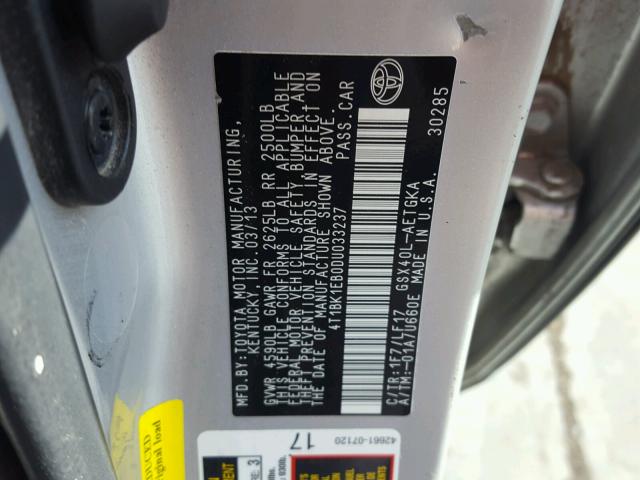 MFD.BY: TOYOTA MOTOR MANUFACTURING,
KENTUCKY, INC. 03/13
GVWR 4590LB GAWR FR 2625LB RR 2500LB
THIS VEHICLE CONFORMS TO ALL APPLICABLE
FEDERAL MOTOR VEHICLE SAFETY, BUMPER, AND
THEFT PREVENTION STANDARDS IN EFFECT ON
THE DATE OF MANUFACTURE SHOWN ABOVE.
4T1BK1EB0DU033237 PASS.CAR
C/TR:1F7/LF17 GSX40L-AETGKA
A/TM:-01A/U660E MADE IN U.S.A. 30285
42661-07120
17
DUCED
riginal load